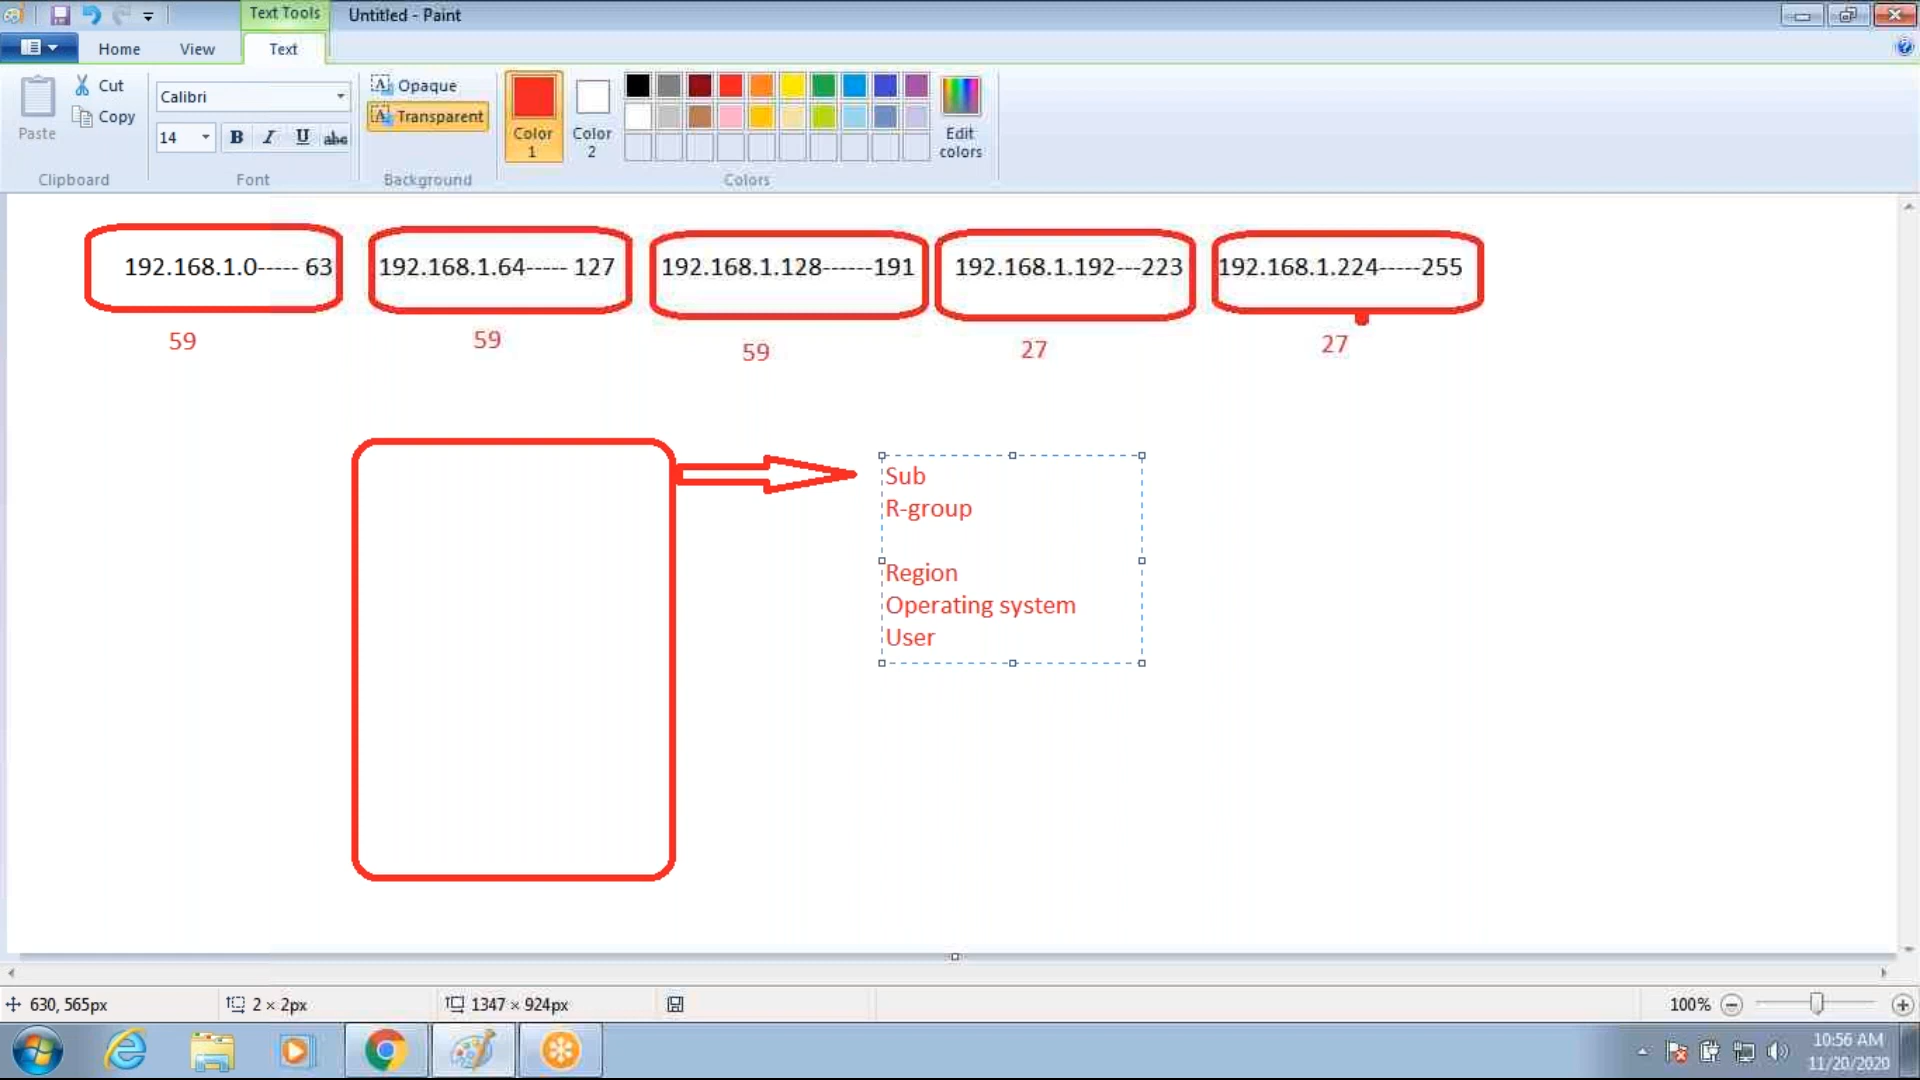 Text Tools
Untitled - Paint
Home
View
Text
Paste
Cut
Copy
Clipboard
Calibri
14
B I U abc
Font
Opaque
Transparent
Background
Color 1
Color 2
Edit colors
Colors
192.168.1.0----- 63
192.168.1.64----- 127
192.168.1.128------191
192.168.1.192---223
192.168.1.224-----255
59
59
59
27
27
Sub
R-group
Region
Operating system
User
630, 565px
2 × 2px
1347 × 924px
100%
10:56 AM
11/20/2020